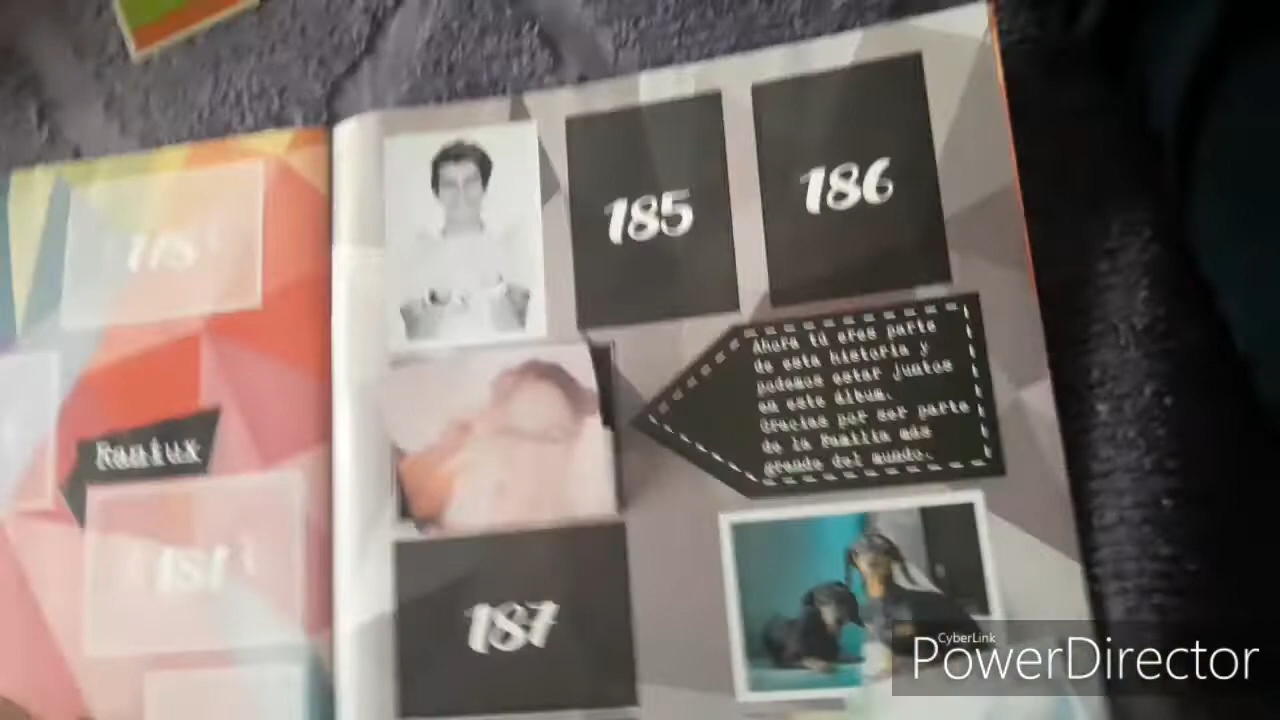 185
186
Ahora tú eres parte
de esta historia y
podemos estar juntos
en este álbum.
Gracias por ser parte
de la familia más
grande del mundo.
181
187
CyberLink
PowerDirector